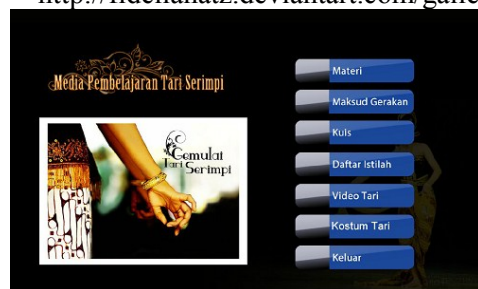 http://fidellanatz.deviantart.com/galle
Media Pembelajaran Tari Serimpi
Gemulai
Tari Serimpi
Materi
Maksud Gerakan
Kuis
Daftar Istilah
Video Tari
Kostum Tari
Keluar